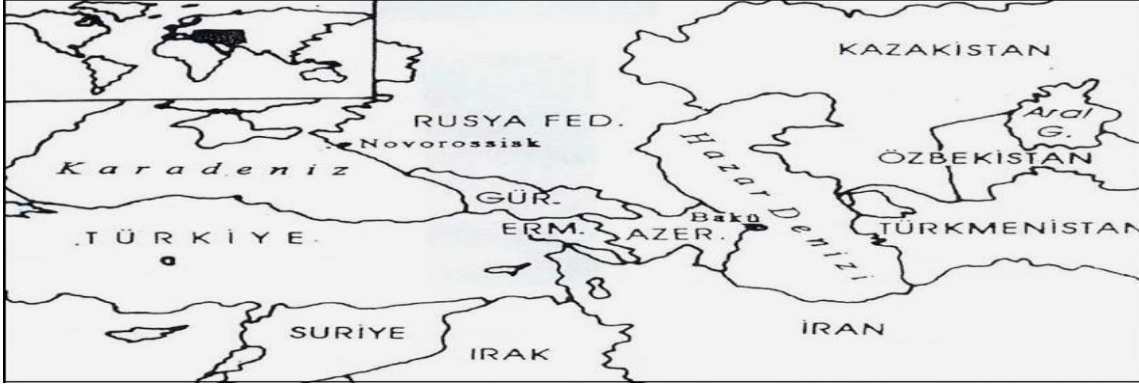 KAZAKİSTAN
Aral
G.
RUSYA FED.
Novorossisk
Karadeniz
Hazar Denizi
ÖZBEKİSTAN
GÜR.
Bakü
ERM.
AZER.
TÜRKMENİSTAN
TÜRKİYE
İRAN
SURİYE
IRAK